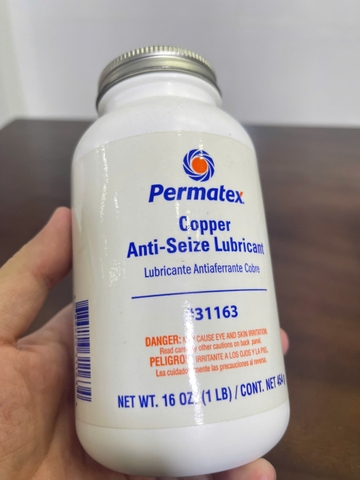 Permatex
Copper
Anti-Seize Lubricant
Lubricante Antiaferrante Cobre
#31163
DANGER: MAY CAUSE EYE AND SKIN IRRITATION.
Read carefully other cautions on back panel.
PELIGRO: IRRITANTE A LOS OJOS Y LA PIEL.
Lea cuidadosamente las precauciones al reverso.
NET WT. 16 OZ. (1 LB) / CONT. NET 454